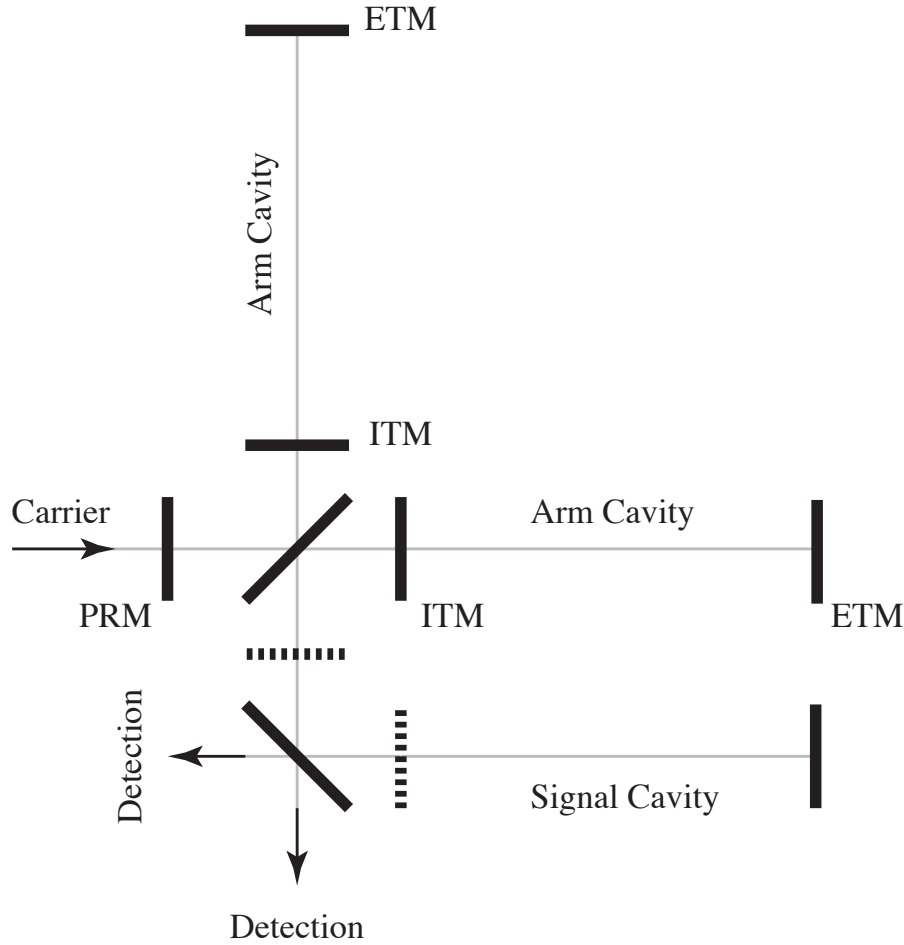 ETM
Arm Cavity
ITM
Carrier
Arm Cavity
PRM
ITM
ETM
Detection
Signal Cavity
Detection